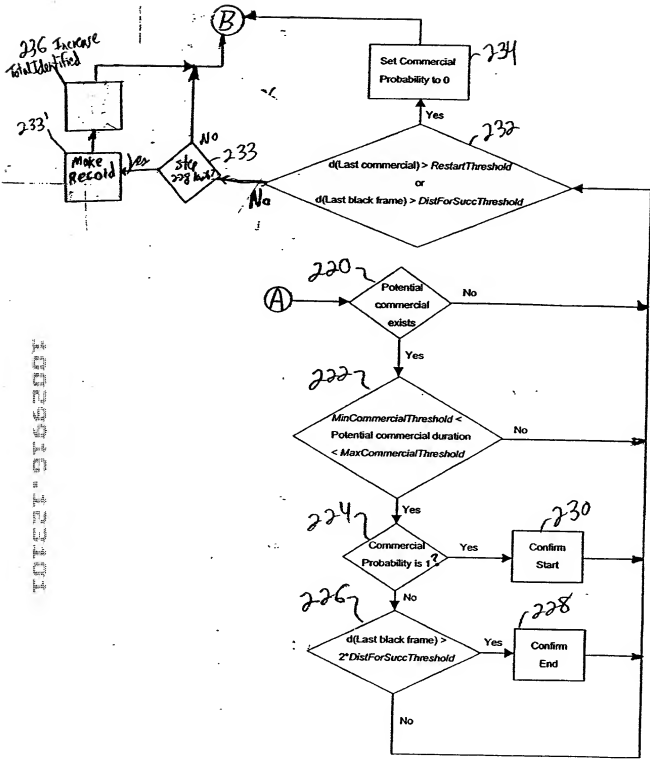 B
236 Increase
Total Identified
234
Set Commercial
Probability to 0
Yes
232
233'
Make
Record
Yes
Step
228
233
No
No
d(Last commercial) > RestartThreshold
or
d(Last black frame) > DistForSuccThreshold
220
A
Potential
commercial
exists
No
Yes
222
MinCommercialThreshold <
Potential commercial duration
< MaxCommercialThreshold
No
Yes
224
Commercial
Probability is 1?
Yes
230
Confirm
Start
No
226
d(Last black frame) >
2*DistForSuccThreshold
Yes
228
Confirm
End
No